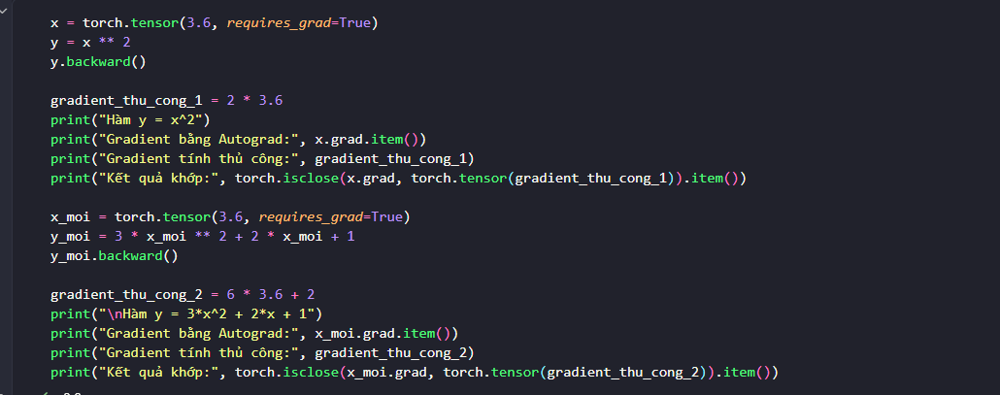 x = torch.tensor(3.6, requires_grad=True)
y = x ** 2
y.backward()
gradient_thu_cong_1 = 2 * 3.6
print("Hàm y = x^2")
print("Gradient bằng Autograd:", x.grad.item())
print("Gradient tính thủ công:", gradient_thu_cong_1)
print("Kết quả khớp:", torch.isclose(x.grad, torch.tensor(gradient_thu_cong_1)).item())
x_moi = torch.tensor(3.6, requires_grad=True)
y_moi = 3 * x_moi ** 2 + 2 * x_moi + 1
y_moi.backward()
gradient_thu_cong_2 = 6 * 3.6 + 2
print("\nHàm y = 3*x^2 + 2*x + 1")
print("Gradient bằng Autograd:", x_moi.grad.item())
print("Gradient tính thủ công:", gradient_thu_cong_2)
print("Kết quả khớp:", torch.isclose(x_moi.grad, torch.tensor(gradient_thu_cong_2)).item())